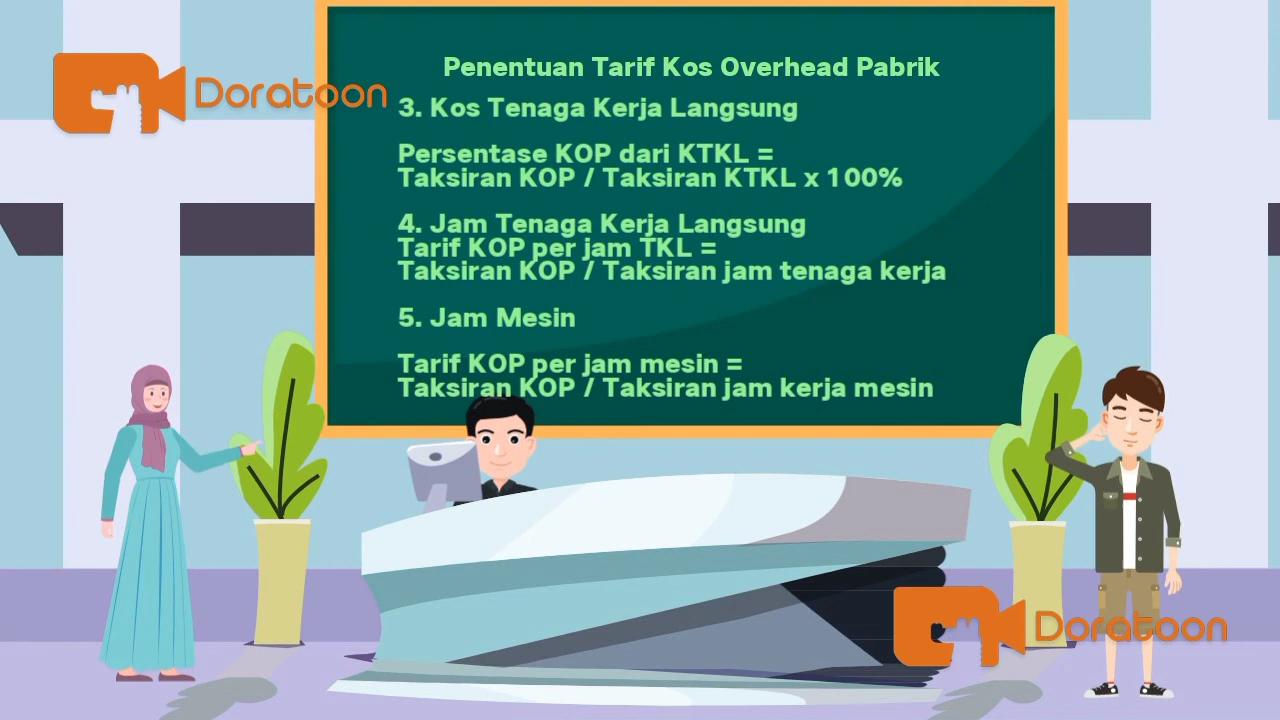 Penentuan Tarif Kos Overhead Pabrik
Doratoon
3. Kos Tenaga Kerja Langsung
Persentase KOP dari KTKL =
Taksiran KOP / Taksiran KTKL x 100%
4. Jam Tenaga Kerja Langsung
Tarif KOP per jam TKL =
Taksiran KOP / Taksiran jam tenaga kerja
5. Jam Mesin
Tarif KOP per jam mesin =
Taksiran KOP / Taksiran jam kerja mesin
Doratoon